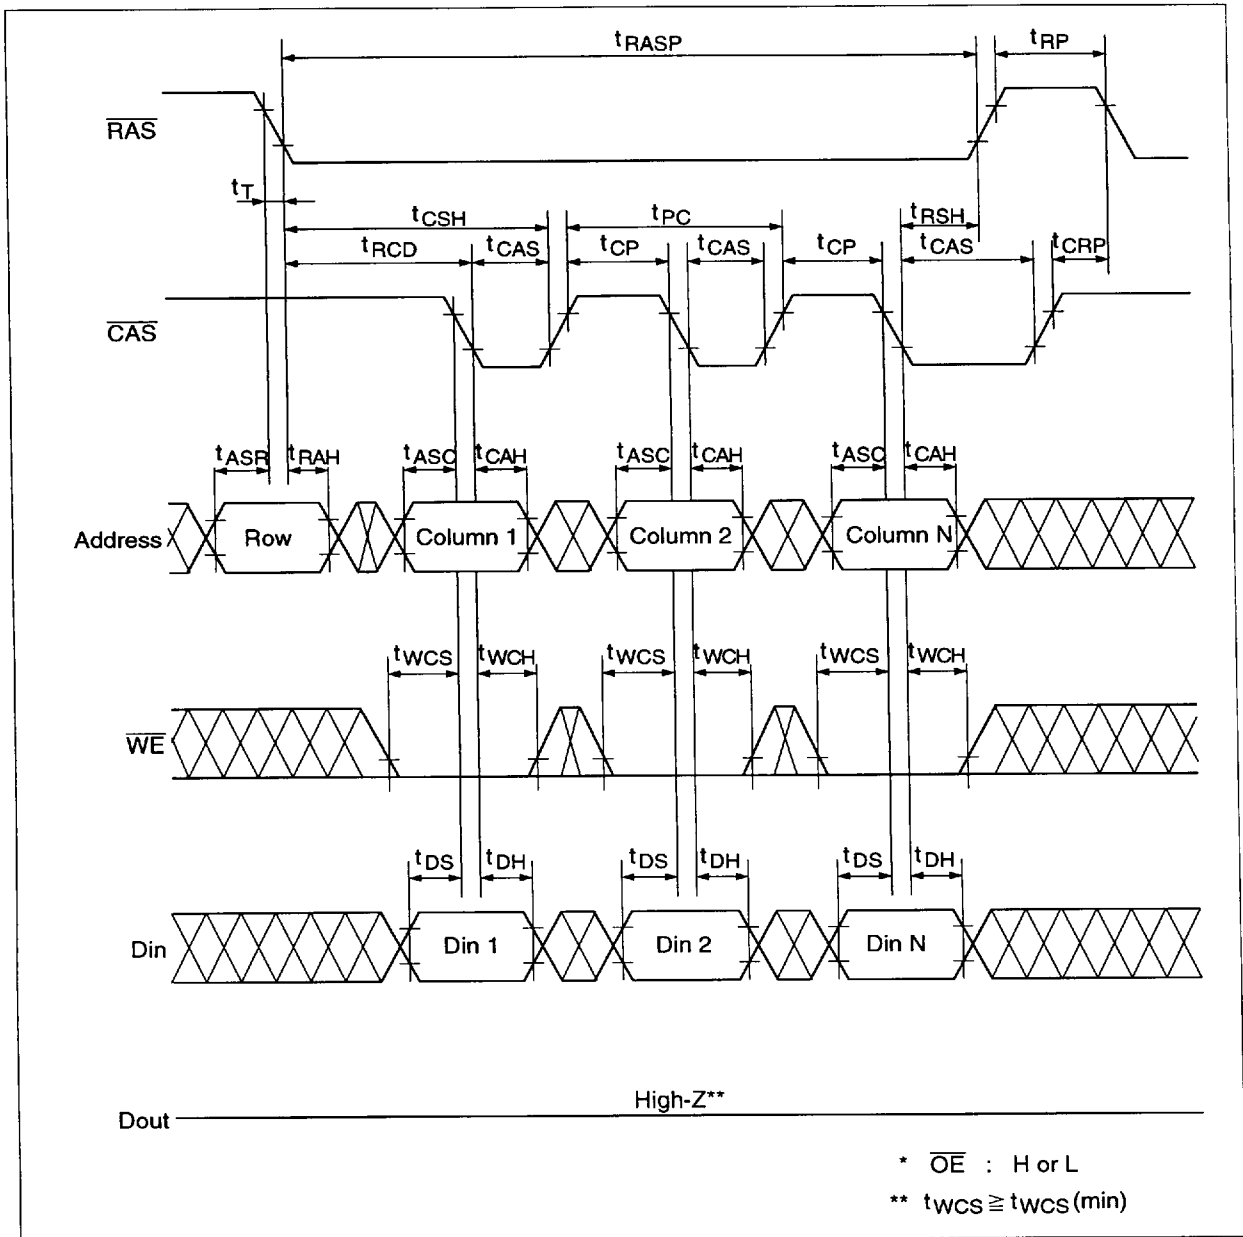 tRASP tRP
RAS
tT
tCSH tPC tRSH
tRCD tCAS tCP tCAS tCP tCAS tCRP
CAS
tASR tRAH tASC tCAH tASC tCAH tASC tCAH
Address Row Column 1 Column 2 Column N
tWCS tWCH tWCS tWCH tWCS tWCH
WE
tDS tDH tDS tDH tDS tDH
Din Din 1 Din 2 Din N
High-Z**
Dout
* OE : H or L
** tWCS ≧ tWCS (min)